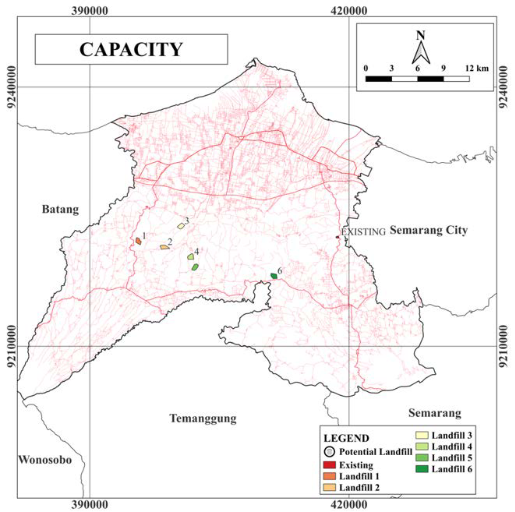 390000
420000
CAPACITY
N
0 3 6 9 12 km
9240000
9240000
Batang
3
1
2
EXISTING
Semarang City
4
6
9210000
9210000
Temanggung
Semarang
Wonosobo
LEGEND
Potential Landfill
Existing
Landfill 1
Landfill 2
Landfill 3
Landfill 4
Landfill 5
Landfill 6
390000
420000